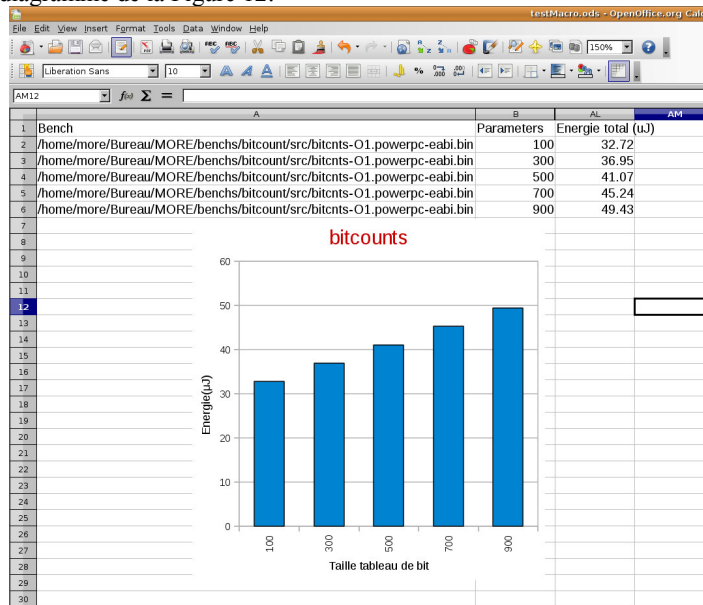 diagramme de la Figure 12.
testMacro.ods - OpenOffice.org Calc
File Edit View Insert Format Tools Data Window Help
150%
Liberation Sans 10
AM12 f(x) Σ =
A B AL AM
1 Bench Parameters Energie total (uJ)
2 /home/more/Bureau/MORE/benchs/bitcount/src/bitcnts-O1.powerpc-eabi.bin 100 32.72
3 /home/more/Bureau/MORE/benchs/bitcount/src/bitcnts-O1.powerpc-eabi.bin 300 36.95
4 /home/more/Bureau/MORE/benchs/bitcount/src/bitcnts-O1.powerpc-eabi.bin 500 41.07
5 /home/more/Bureau/MORE/benchs/bitcount/src/bitcnts-O1.powerpc-eabi.bin 700 45.24
6 /home/more/Bureau/MORE/benchs/bitcount/src/bitcnts-O1.powerpc-eabi.bin 900 49.43
7
8
9
10
11
12
13
14
15
16
17
18
19
20
21
22
23
24
25
26
27
28
29
30
bitcounts
60
50
40
30
20
10
0
Energie(µJ)
100 300 500 700 900
Taille tableau de bit